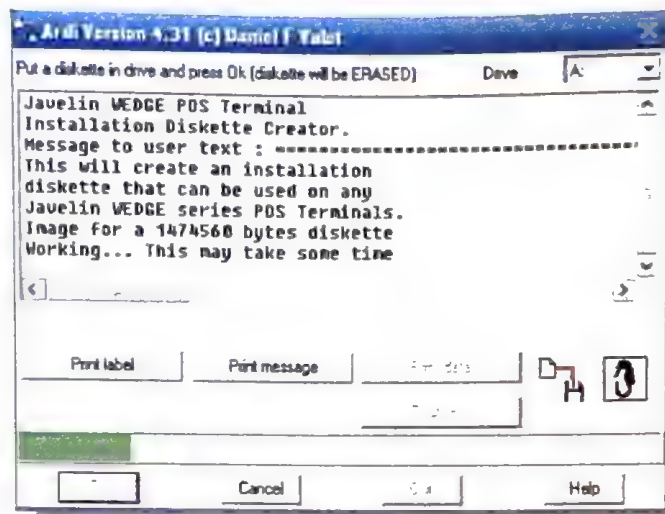 Ardi Version 4.31 (c) Daniel F Valot
Put a diskette in drive and press Ok (diskette will be ERASED) Drive A:
Javelin WEDGE POS Terminal
Installation Diskette Creator.
Message to user text : ====================================
This will create an installation
diskette that can be used on any
Javelin WEDGE series POS Terminals.
Image for a 1474560 bytes diskette
Working... This may take some time
Print label Print message
Cancel Help